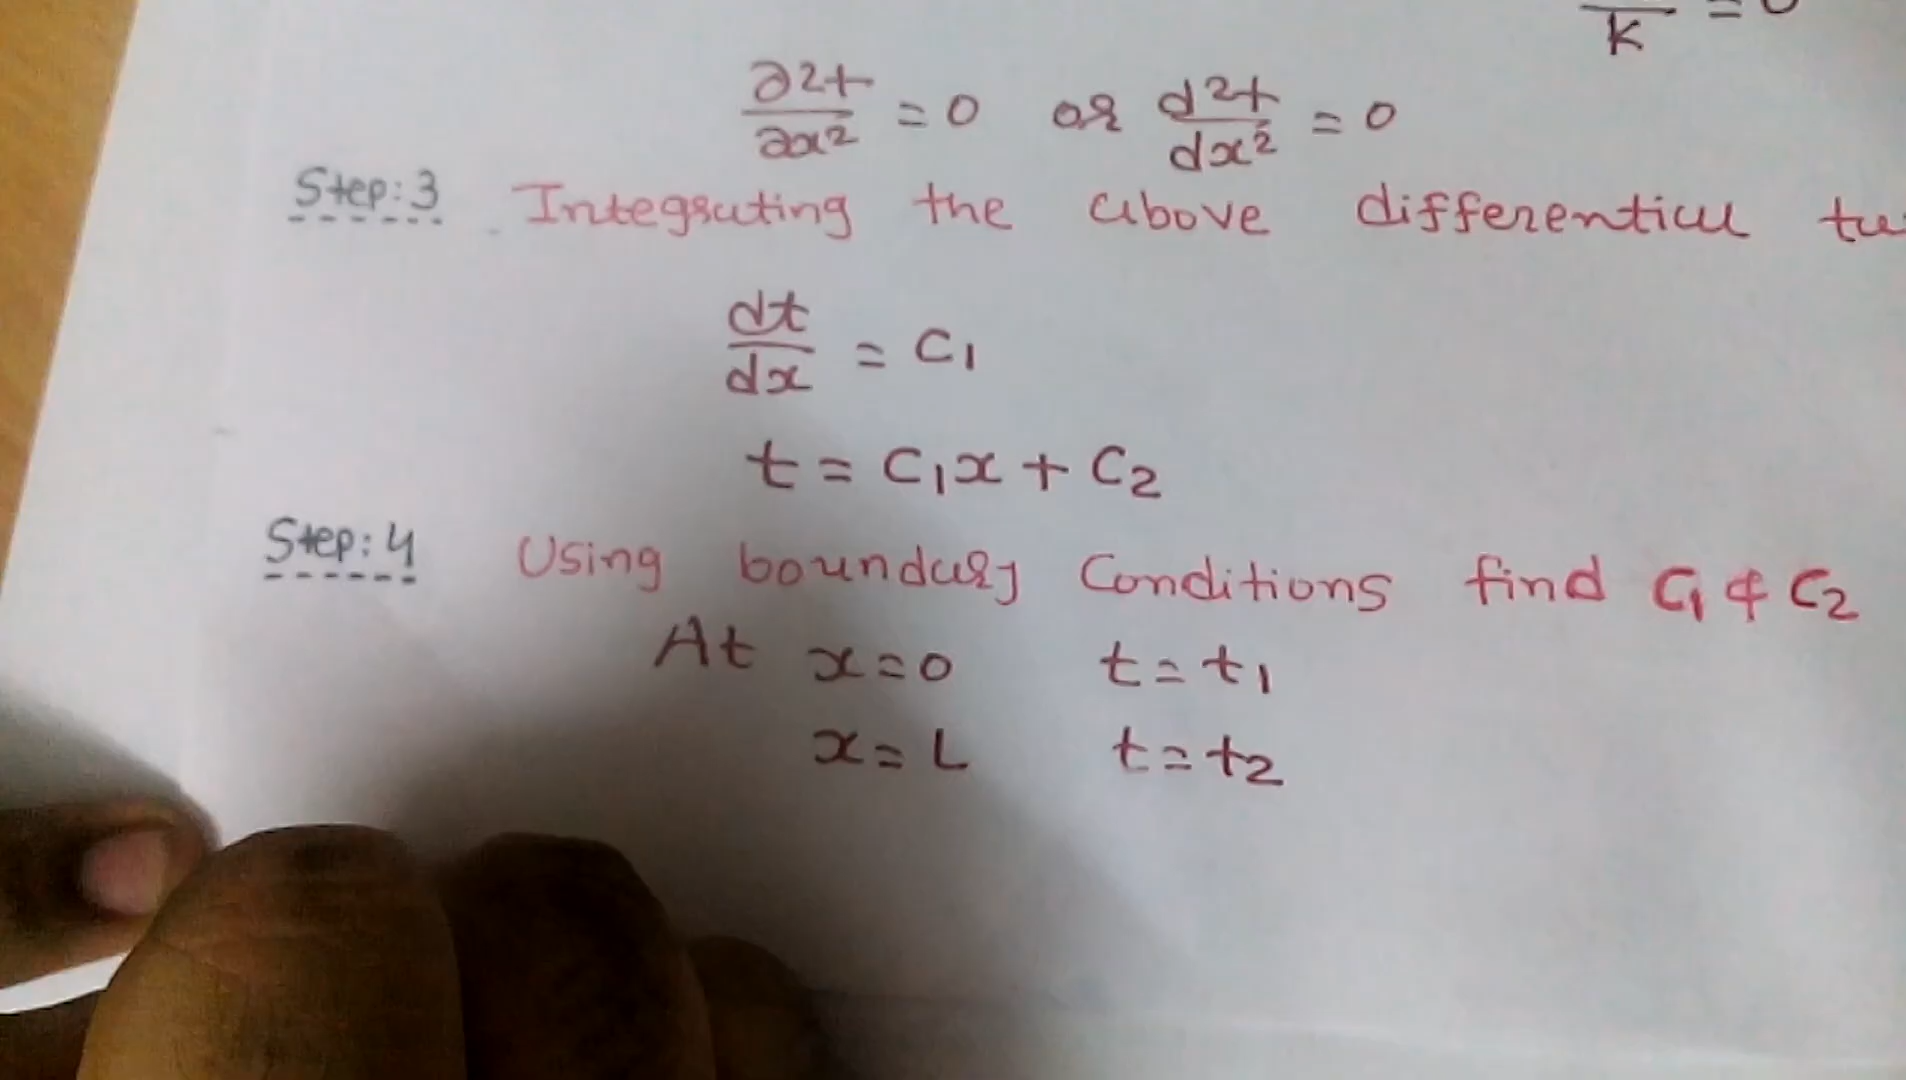 K = 0
∂2t/∂x2 = 0 or d2t/dx2 = 0
Step:3 Integrating the above differential
dt/dx = C1
t = C1x + C2
Step:4 Using boundary Conditions find C1 & C2
At x=0 t=t1
x=L t=t2